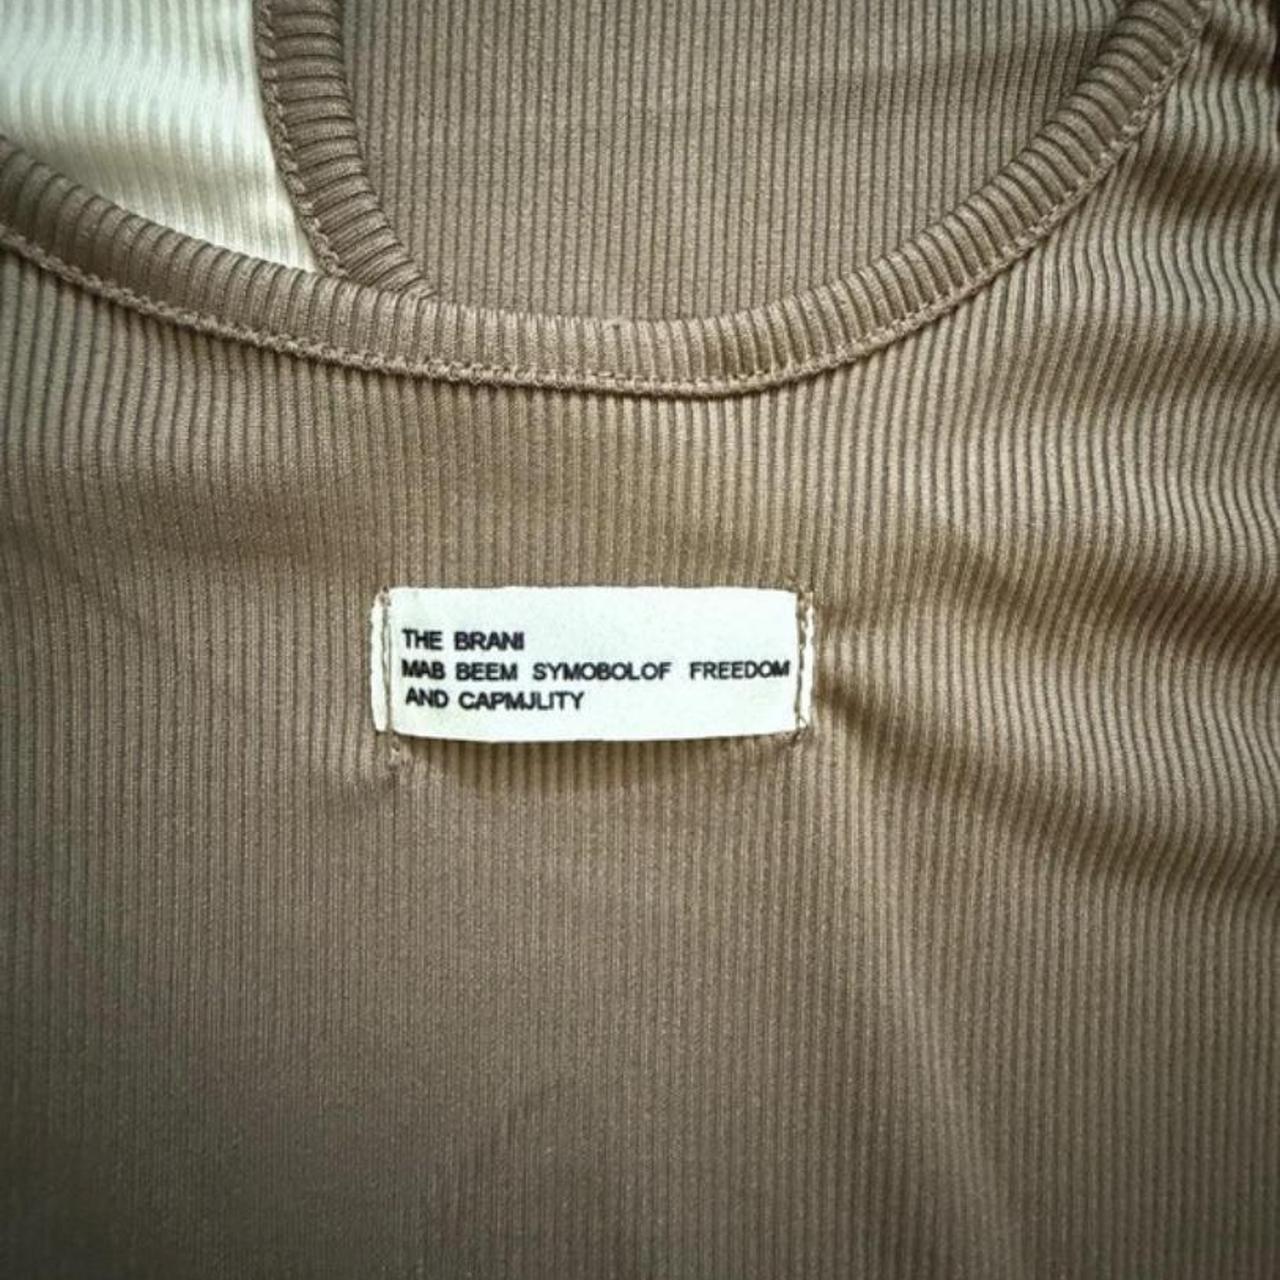 THE BRANI
MAB BEEM SYMOBOLOF FREEDOM
AND CAPMJLITY